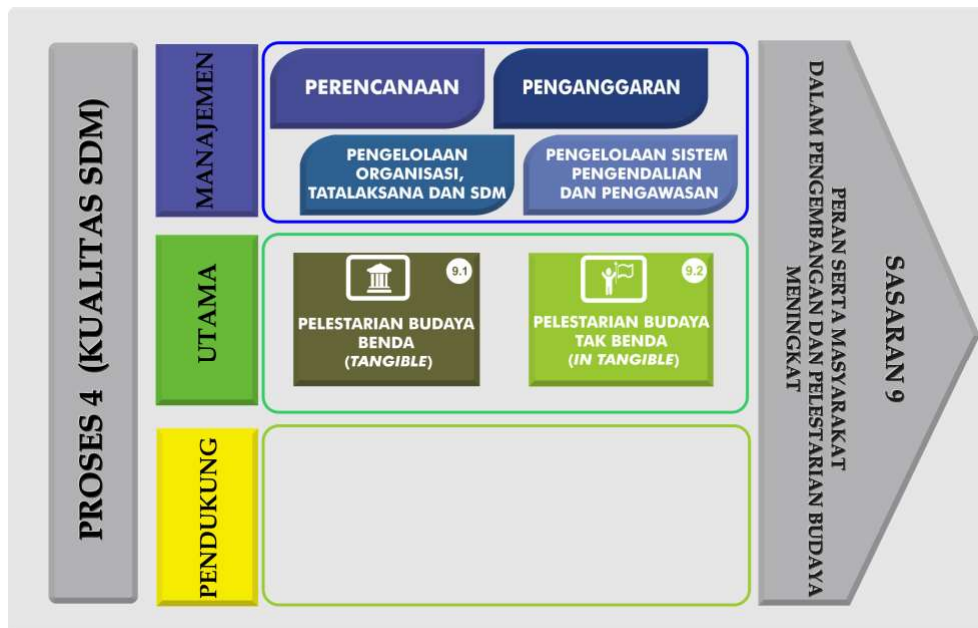 PROSES 4 (KUALITAS SDM)
MANAJEMEN
PERENCANAAN
PENGANGGARAN
PENGELOLAAN
ORGANISASI,
TATALAKSANA DAN SDM
PENGELOLAAN SISTEM
PENGENDALIAN
DAN PENGAWASAN
UTAMA
9.1
PELESTARIAN BUDAYA
BENDA
(TANGIBLE)
9.2
PELESTARIAN BUDAYA
TAK BENDA
(IN TANGIBLE)
PENDUKUNG
SASARAN 9
PERAN SERTA MASYARAKAT
DALAM PENGEMBANGAN DAN PELESTARIAN BUDAYA
MENINGKAT